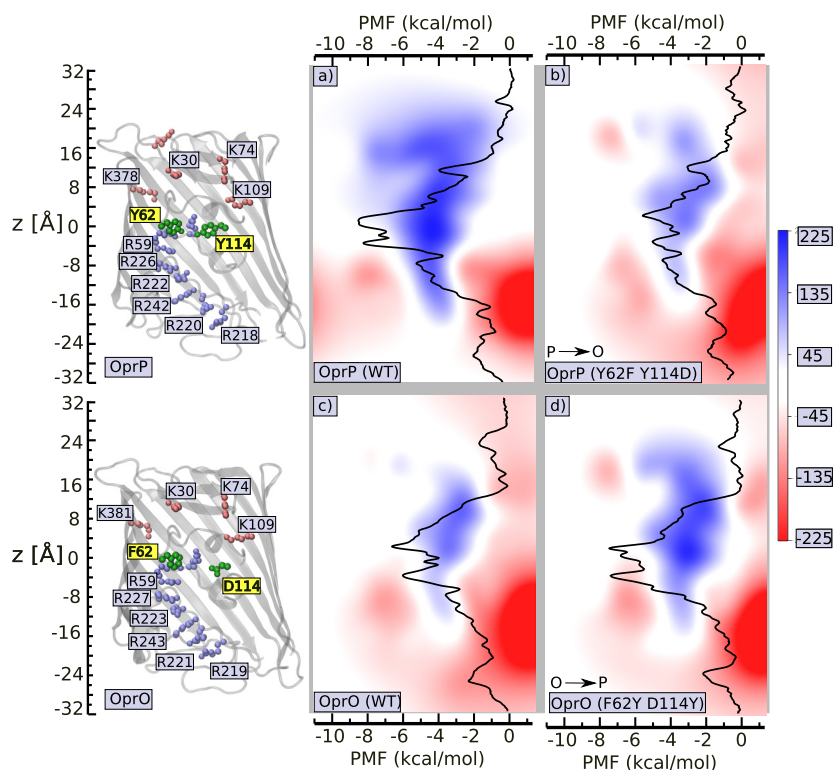 PMF (kcal/mol) PMF (kcal/mol)
-10 -8 -6 -4 -2 0 -10 -8 -6 -4 -2 0
32
24
16
8
0
-8
-16
-24
-32
z [Å]
K30
K74
K378
K109
Y62
Y114
R59
R226
R222
R242
R220
R218
OprP
a)
OprP (WT)
b)
P O
OprP (Y62F Y114D)
225
135
45
-45
-135
-225
32
24
16
8
0
-8
-16
-24
-32
z [Å]
K30
K74
K381
K109
F62
D114
R59
R227
R223
R243
R221
R219
OprO
c)
OprO (WT)
d)
O P
OprO (F62Y D114Y)
-10 -8 -6 -4 -2 0 -10 -8 -6 -4 -2 0
PMF (kcal/mol) PMF (kcal/mol)